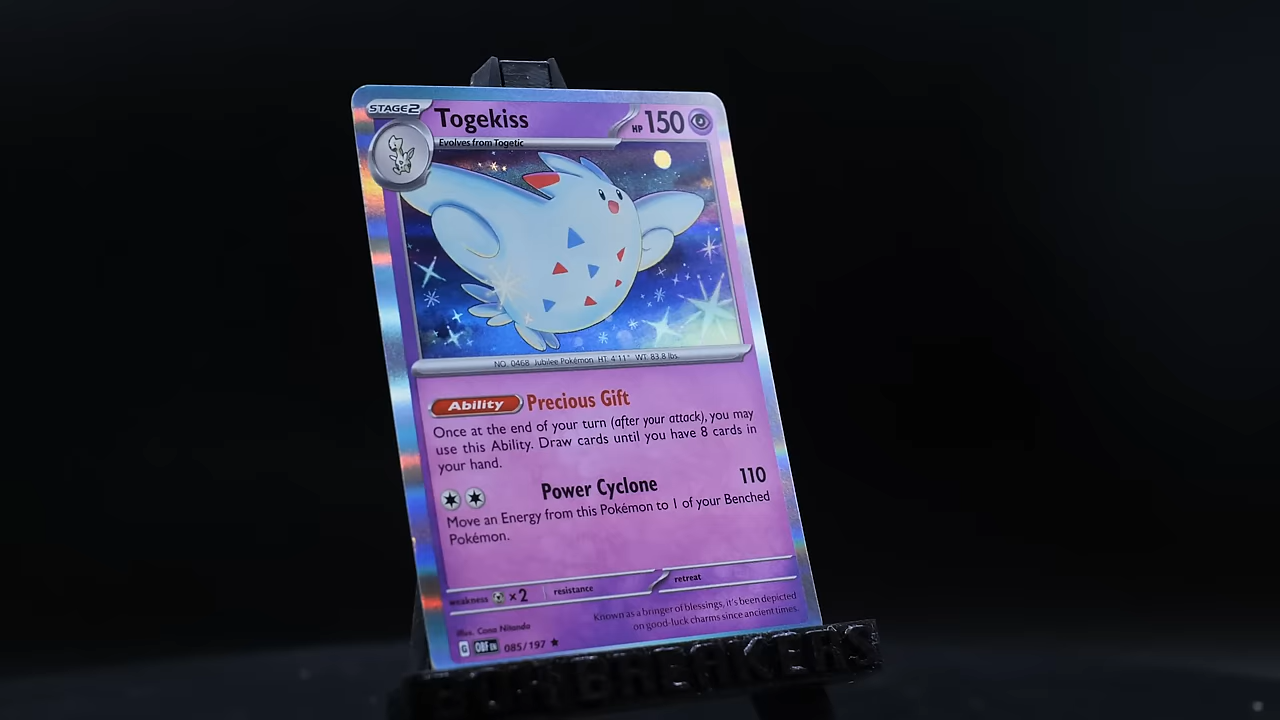 STAGE2
Togekiss
HP 150
Evolves from Togetic
NO. 0468 Jubilee Pokémon HT: 4'11" WT: 83.8 lbs.
Ability Precious Gift
Once at the end of your turn (after your attack), you may
use this Ability. Draw cards until you have 8 cards in
your hand.
Power Cyclone 110
Move an Energy from this Pokémon to 1 of your Benched
Pokémon.
weakness ×2 resistance retreat
Known as a bringer of blessings, it's been depicted
on good-luck charms since ancient times.
Illus. Cona Nitanda
G OBF EN 085/197
BREAKERS